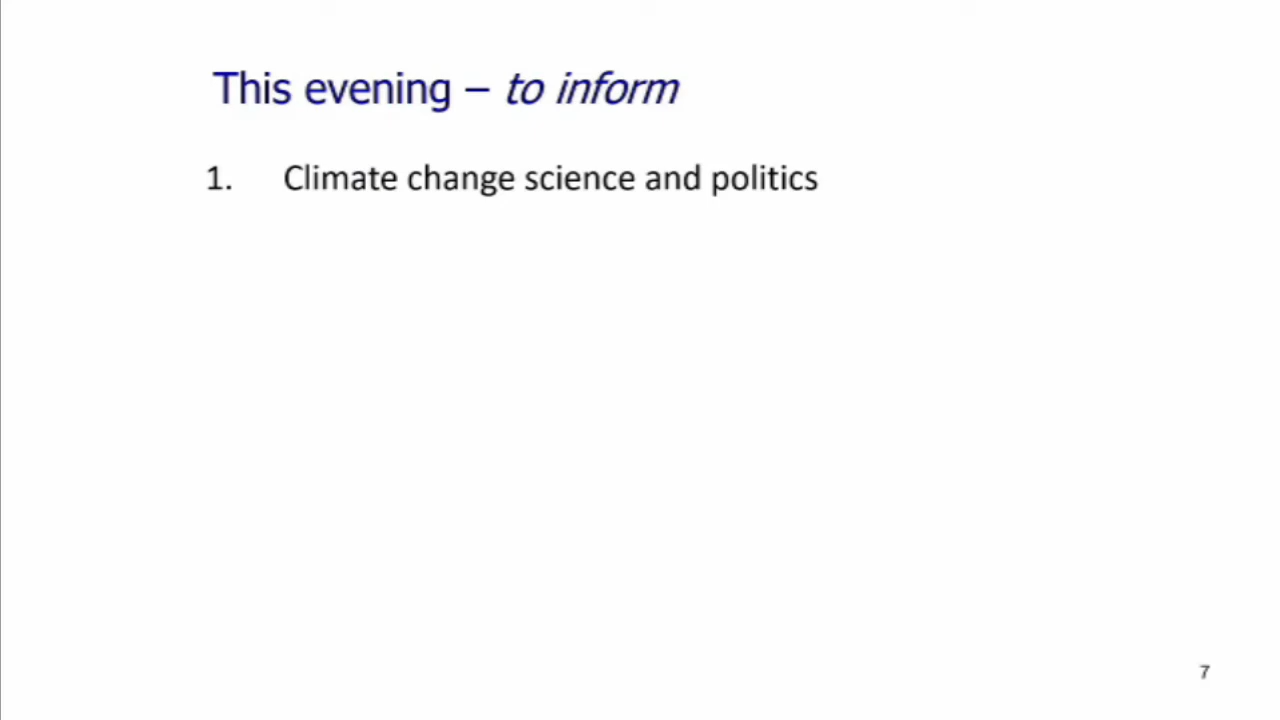 This evening – to inform
1. Climate change science and politics
7